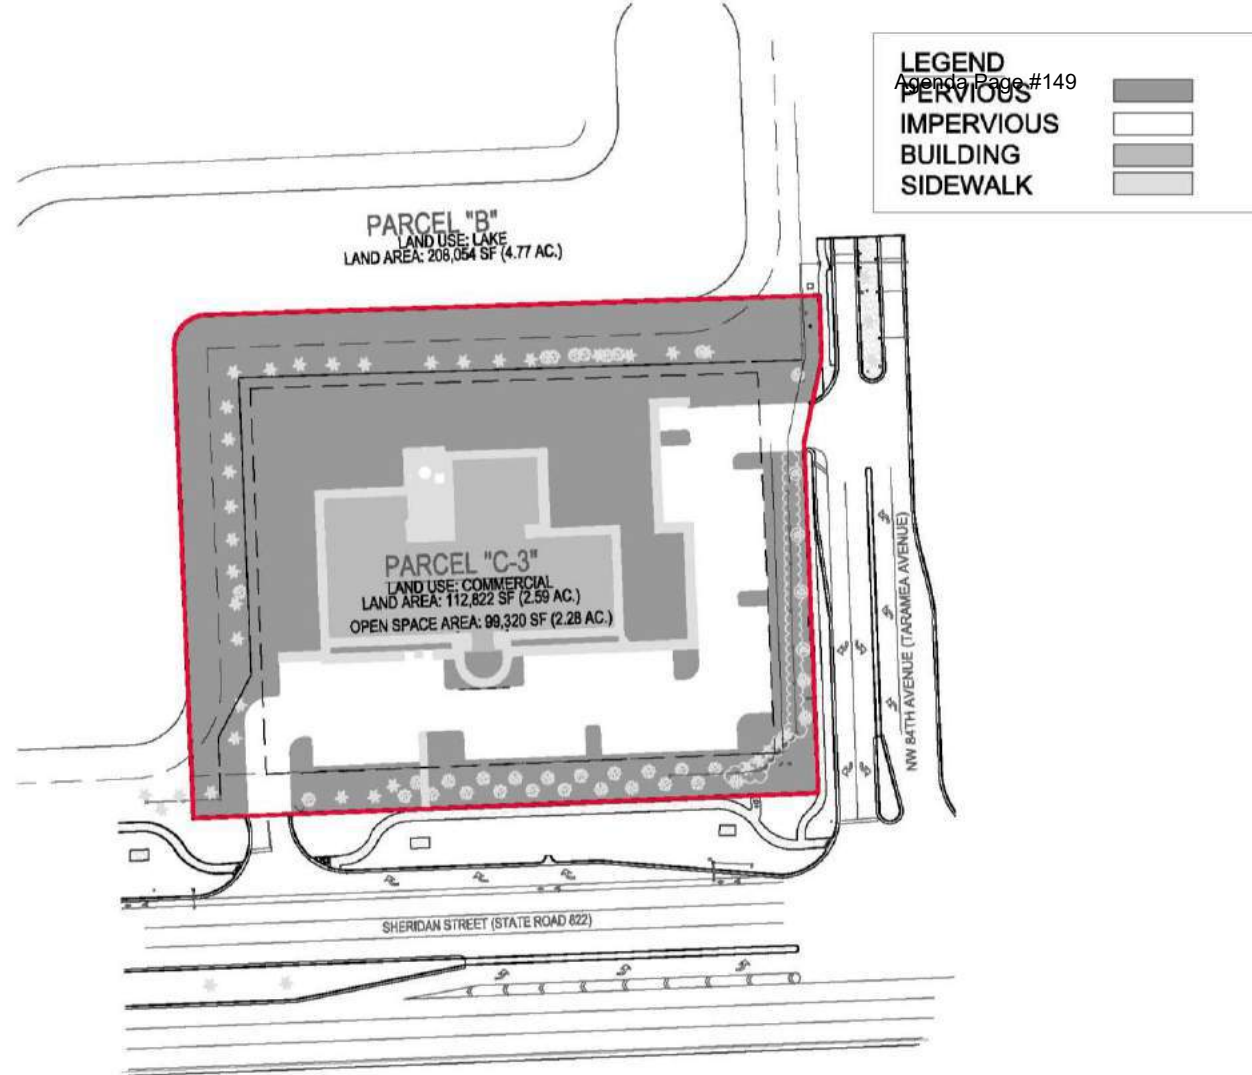 LEGEND
Agenda Page #149
PERVIOUS
IMPERVIOUS
BUILDING
SIDEWALK
PARCEL "B"
LAND USE: LAKE
LAND AREA: 208,054 SF (4.77 AC.)
PARCEL "C-3"
LAND USE: COMMERCIAL
LAND AREA: 112,822 SF (2.59 AC.)
OPEN SPACE AREA: 99,320 SF (2.28 AC.)
NW 84TH AVENUE (TARAMEA AVENUE)
SHERIDAN STREET (STATE ROAD 822)